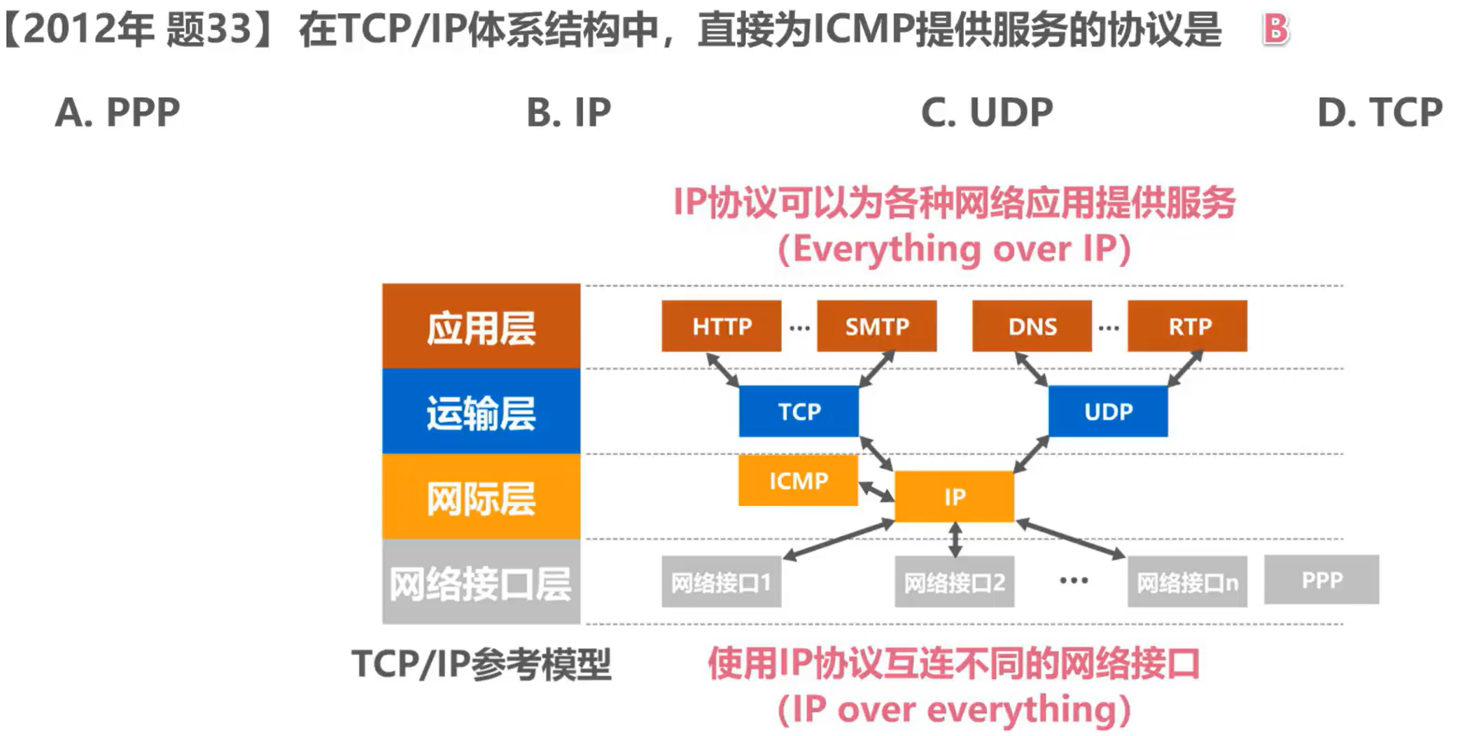 【2012年 题33】在TCP/IP体系结构中，直接为ICMP提供服务的协议是 B
A. PPP B. IP C. UDP D. TCP
IP协议可以为各种网络应用提供服务
（Everything over IP）
应用层 HTTP ··· SMTP DNS ··· RTP
运输层 TCP UDP
网际层 ICMP IP
网络接口层 网络接口1 网络接口2 ··· 网络接口n PPP
TCP/IP参考模型 使用IP协议互连不同的网络接口
（IP over everything）